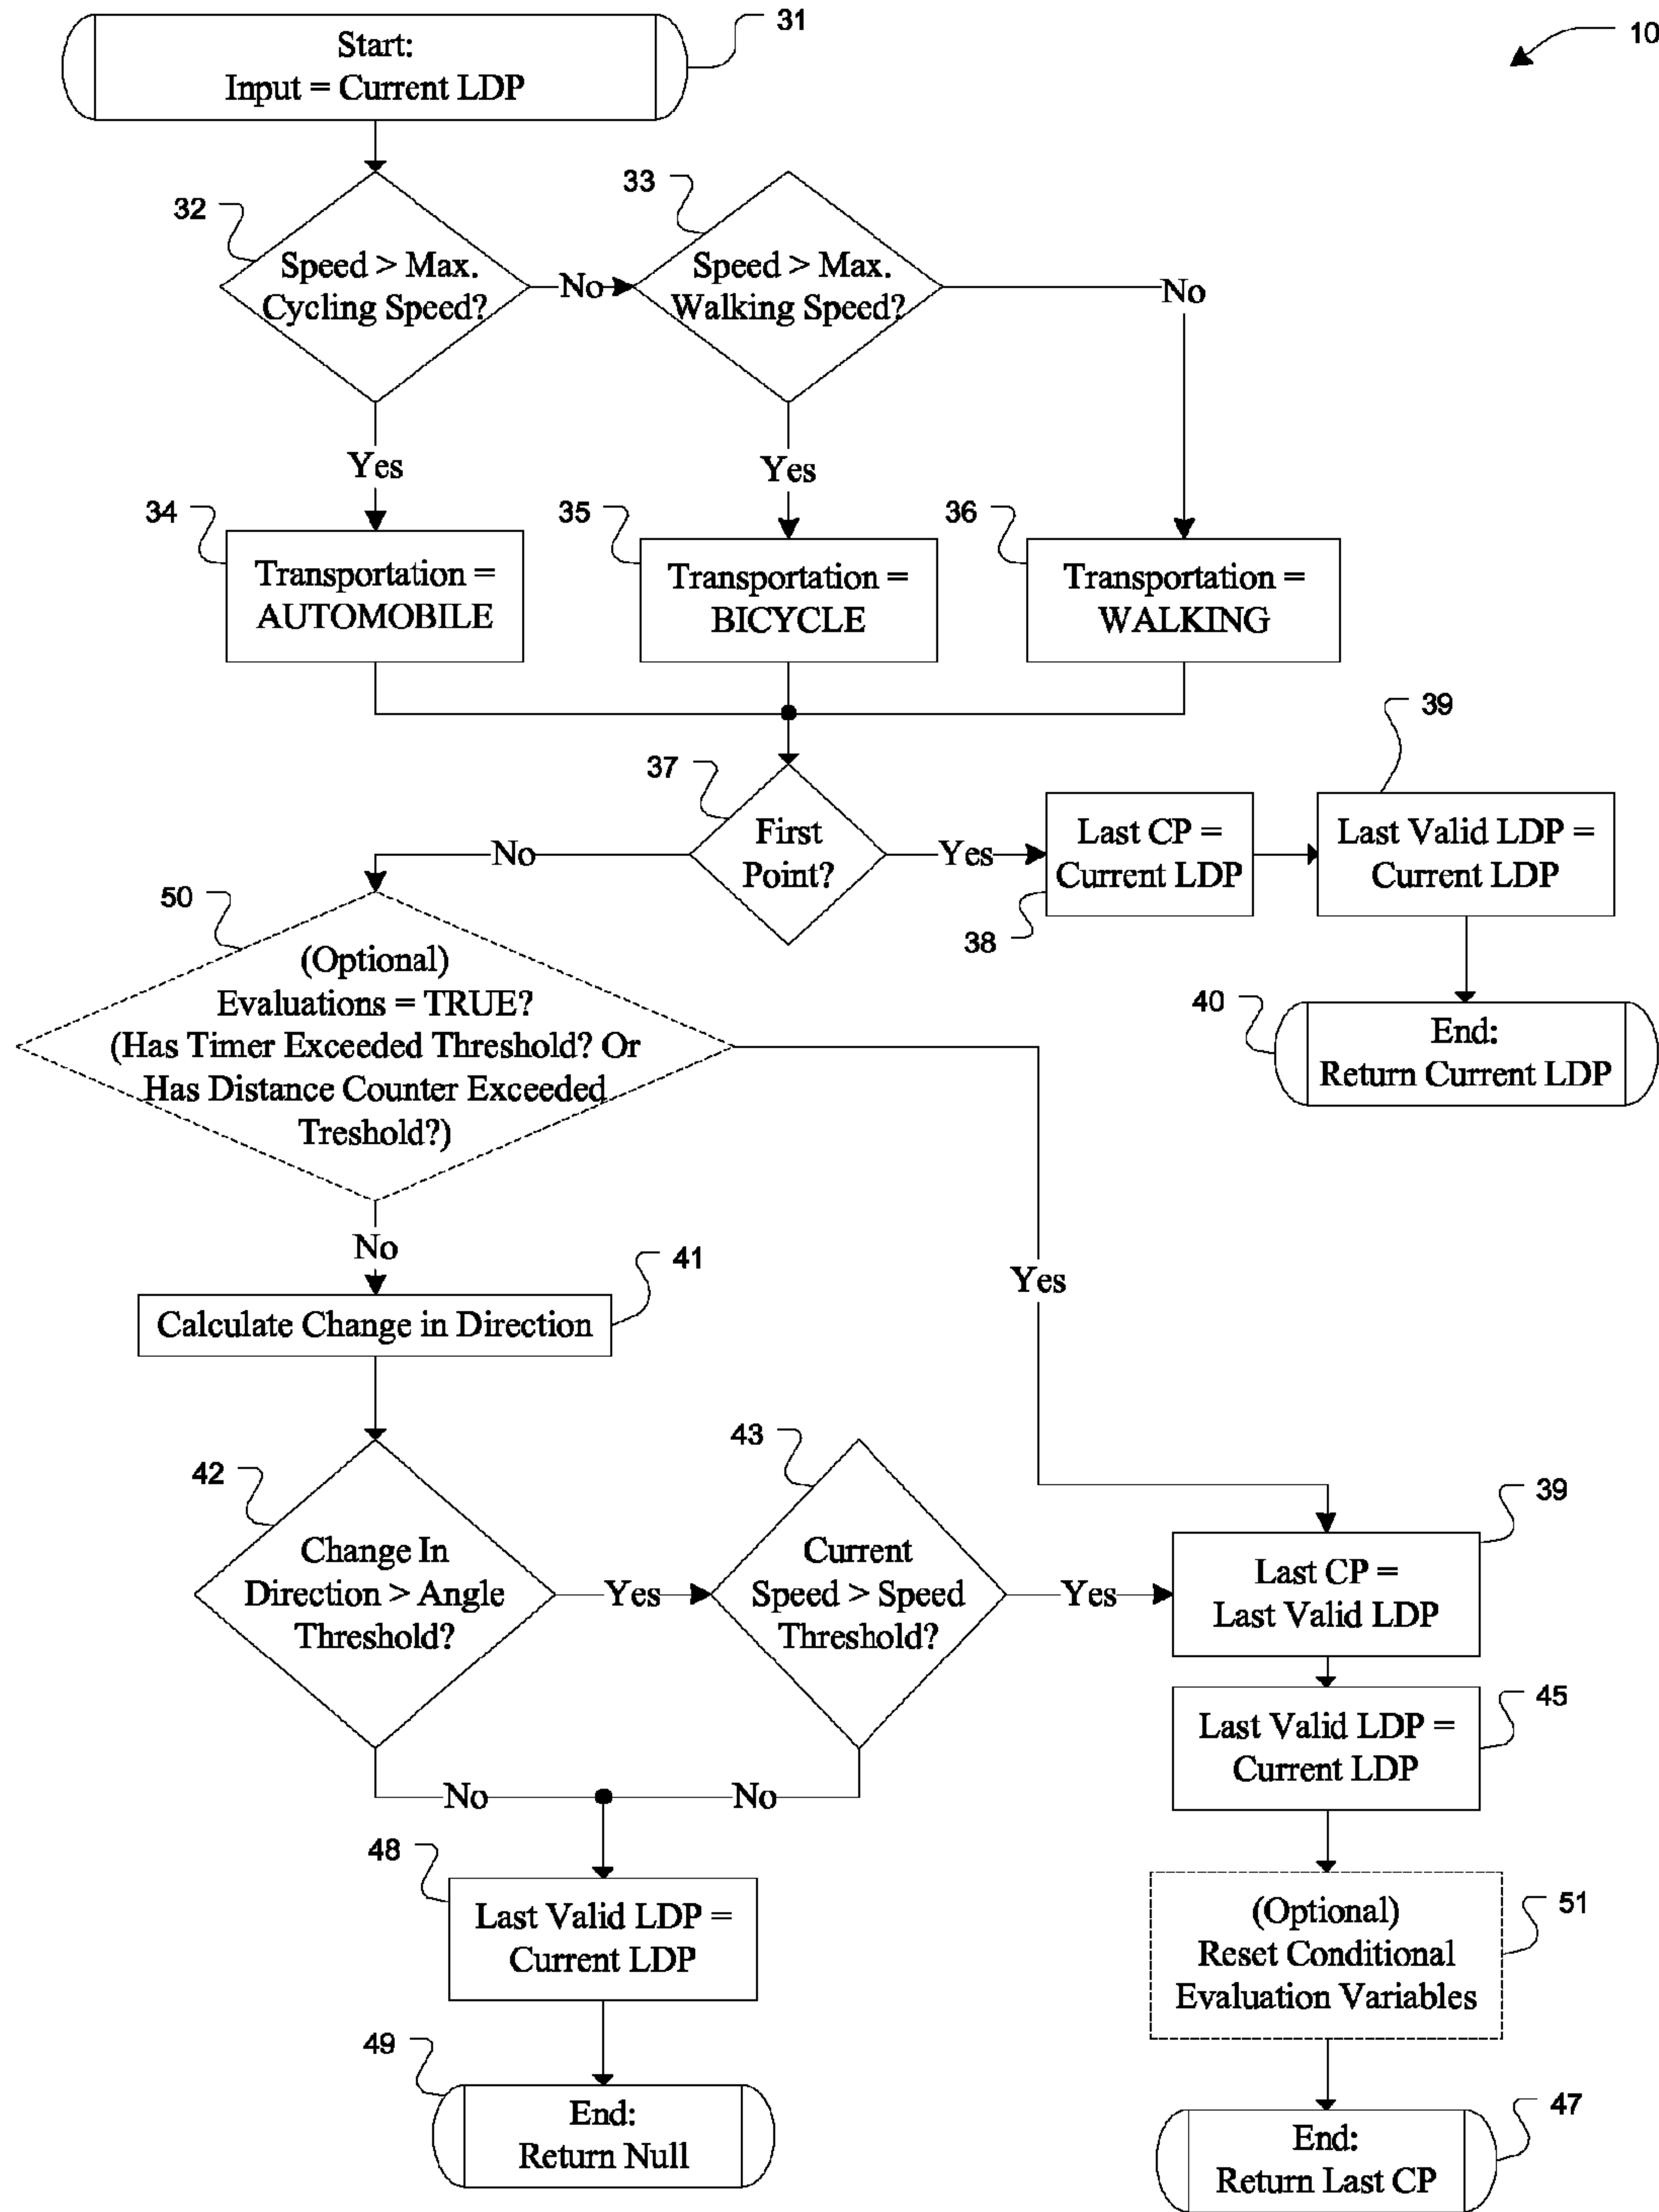 31
10
Start:
Input = Current LDP
32
33
Speed > Max.
Cycling Speed?
No
Speed > Max.
Walking Speed?
No
Yes
Yes
34
35
36
Transportation =
AUTOMOBILE
Transportation =
BICYCLE
Transportation =
WALKING
37
39
First
Point?
No
Yes
Last CP =
Current LDP
38
Last Valid LDP =
Current LDP
50
(Optional)
Evaluations = TRUE?
(Has Timer Exceeded Threshold? Or
Has Distance Counter Exceeded
Treshold?)
40
End:
Return Current LDP
No
Yes
41
Calculate Change in Direction
42
43
39
Change In
Direction > Angle
Threshold?
Yes
Current
Speed > Speed
Threshold?
Yes
Last CP =
Last Valid LDP
45
Last Valid LDP =
Current LDP
No
No
48
Last Valid LDP =
Current LDP
51
(Optional)
Reset Conditional
Evaluation Variables
49
End:
Return Null
47
End:
Return Last CP